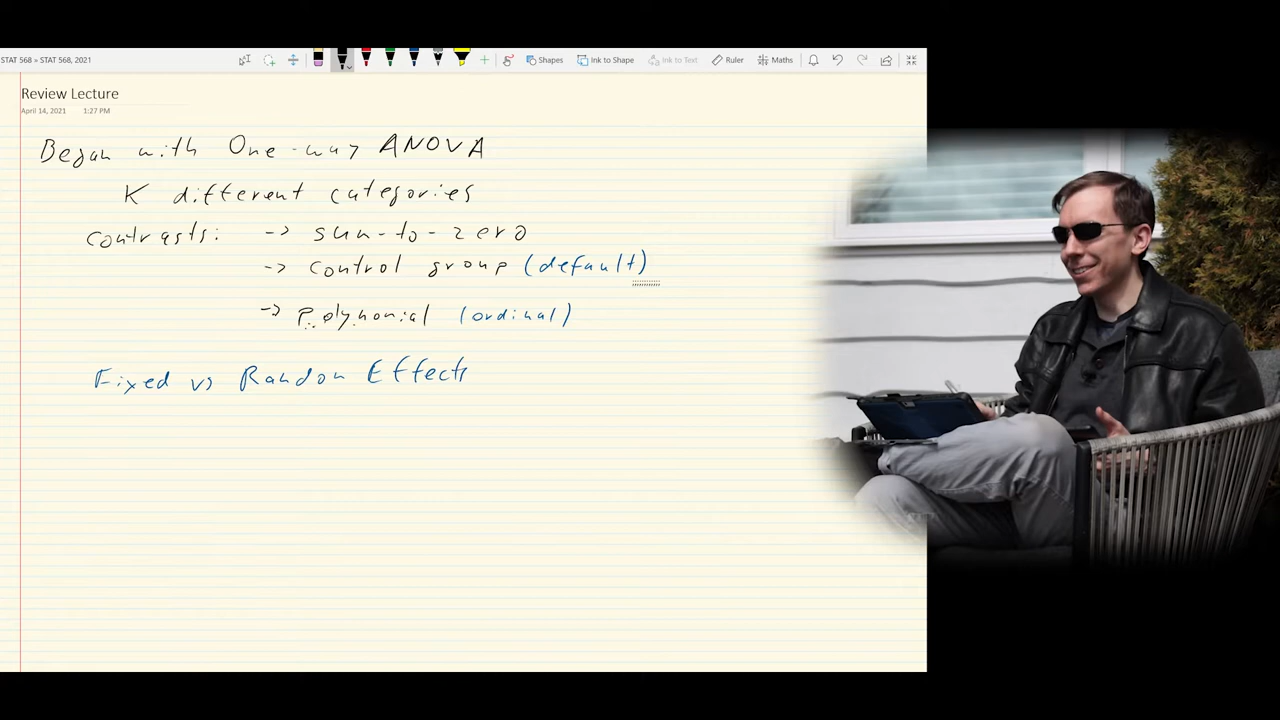 STAT 568 » STAT 568, 2021
Shapes Ink to Shape Ink to Text Ruler Maths
Review Lecture
April 14, 2021 1:27 PM
Began with One-way ANOVA
K different categories
contrasts: -> sum-to-zero
-> control group (default)
-> Polynomial (ordinal)
Fixed vs Random Effects